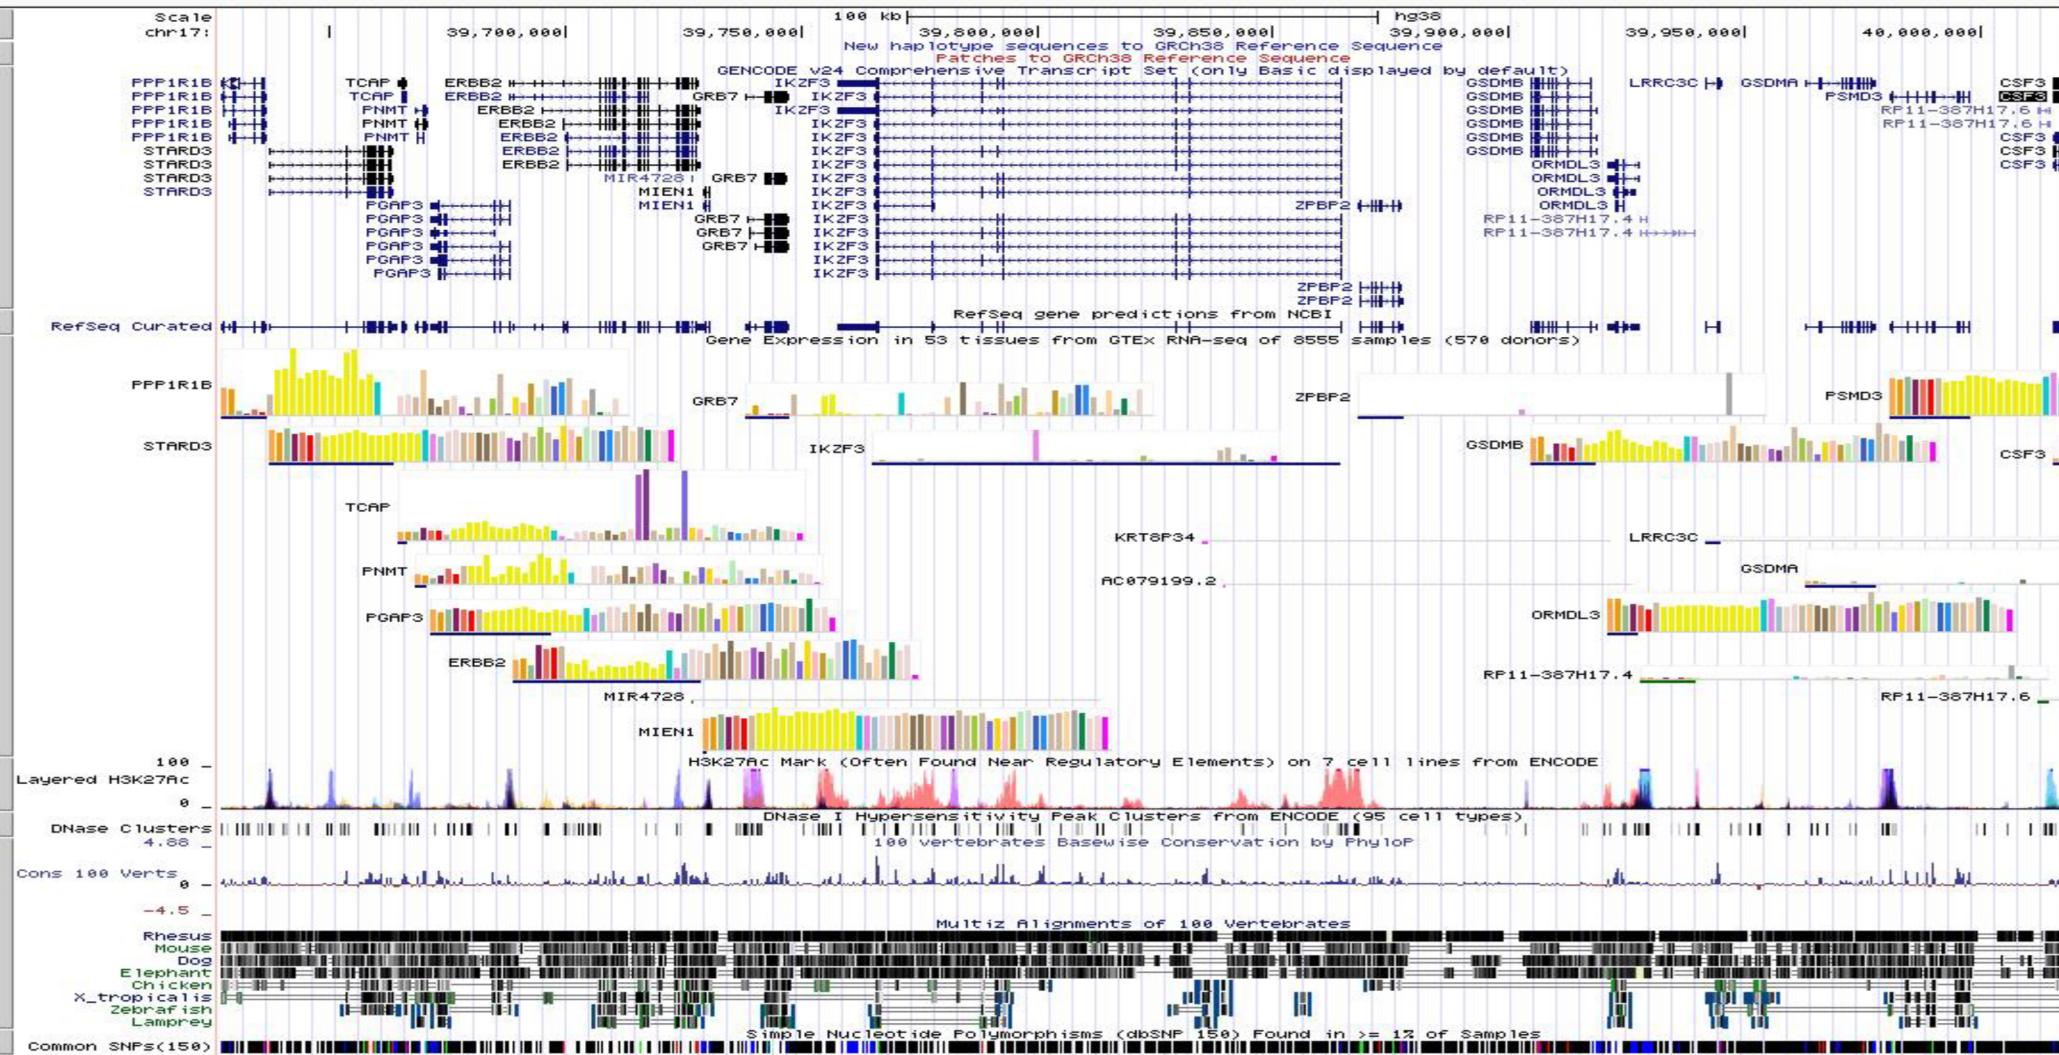 Scale 100 kb hg38
chr17: 39,700,000 39,750,000 39,800,000 39,850,000 39,900,000 39,950,000 40,000,000
New haplotype sequences to GRCh38 Reference Sequence
Patches to GRCh38 Reference Sequence
GENCODE v24 Comprehensive Transcript Set (only Basic displayed by default)
PPP1R1B TCAP ERBB2 IKZF3 GSDMB LRRC3C GSDMA CSF3
PPP1R1B TCAP ERBB2 GRB7 IKZF3 GSDMB PSMD3 CSF3
PPP1R1B PNMT ERBB2 IKZF3 GSDMB RP11-387H17.6
PPP1R1B PNMT ERBB2 IKZF3 GSDMB RP11-387H17.6
PPP1R1B PNMT ERBB2 IKZF3 GSDMB CSF3
STARD3 ERBB2 IKZF3 GSDMB CSF3
STARD3 ERBB2 IKZF3 ORMDL3 CSF3
STARD3 MIR4728 GRB7 IKZF3 ORMDL3
STARD3 MIEN1 IKZF3 ORMDL3
PGAP3 MIEN1 IKZF3 ZPBP2 ORMDL3
PGAP3 GRB7 IKZF3 RP11-387H17.4
PGAP3 GRB7 IKZF3 RP11-387H17.4
PGAP3 GRB7 IKZF3
PGAP3 IKZF3
PGAP3 IKZF3
ZPBP2
ZPBP2
RefSeq gene predictions from NCBI
RefSeq Curated
Gene Expression in 53 tissues from GTEx RNA-seq of 8555 samples (570 donors)
PPP1R1B GRB7 ZPBP2 PSMD3
STARD3 IKZF3 GSDMB CSF3
TCAP
KRT8P34 LRRC3C
PNMT AC079199.2 GSDMA
PGAP3 ORMDL3
ERBB2 RP11-387H17.4
MIR4728 RP11-387H17.6
MIEN1
H3K27Ac Mark (Often Found Near Regulatory Elements) on 7 cell lines from ENCODE
100 _
Layered H3K27Ac
0 _
DNase I Hypersensitivity Peak Clusters from ENCODE (95 cell types)
DNase Clusters
4.88 _
100 vertebrates Basewise Conservation by PhyloP
Cons 100 Verts
0 _
-4.5 _
Multiz Alignments of 100 Vertebrates
Rhesus
Mouse
Dog
Elephant
Chicken
X_tropicalis
Zebrafish
Lamprey
Simple Nucleotide Polymorphisms (dbSNP 150) Found in >= 1% of Samples
Common SNPs(150)